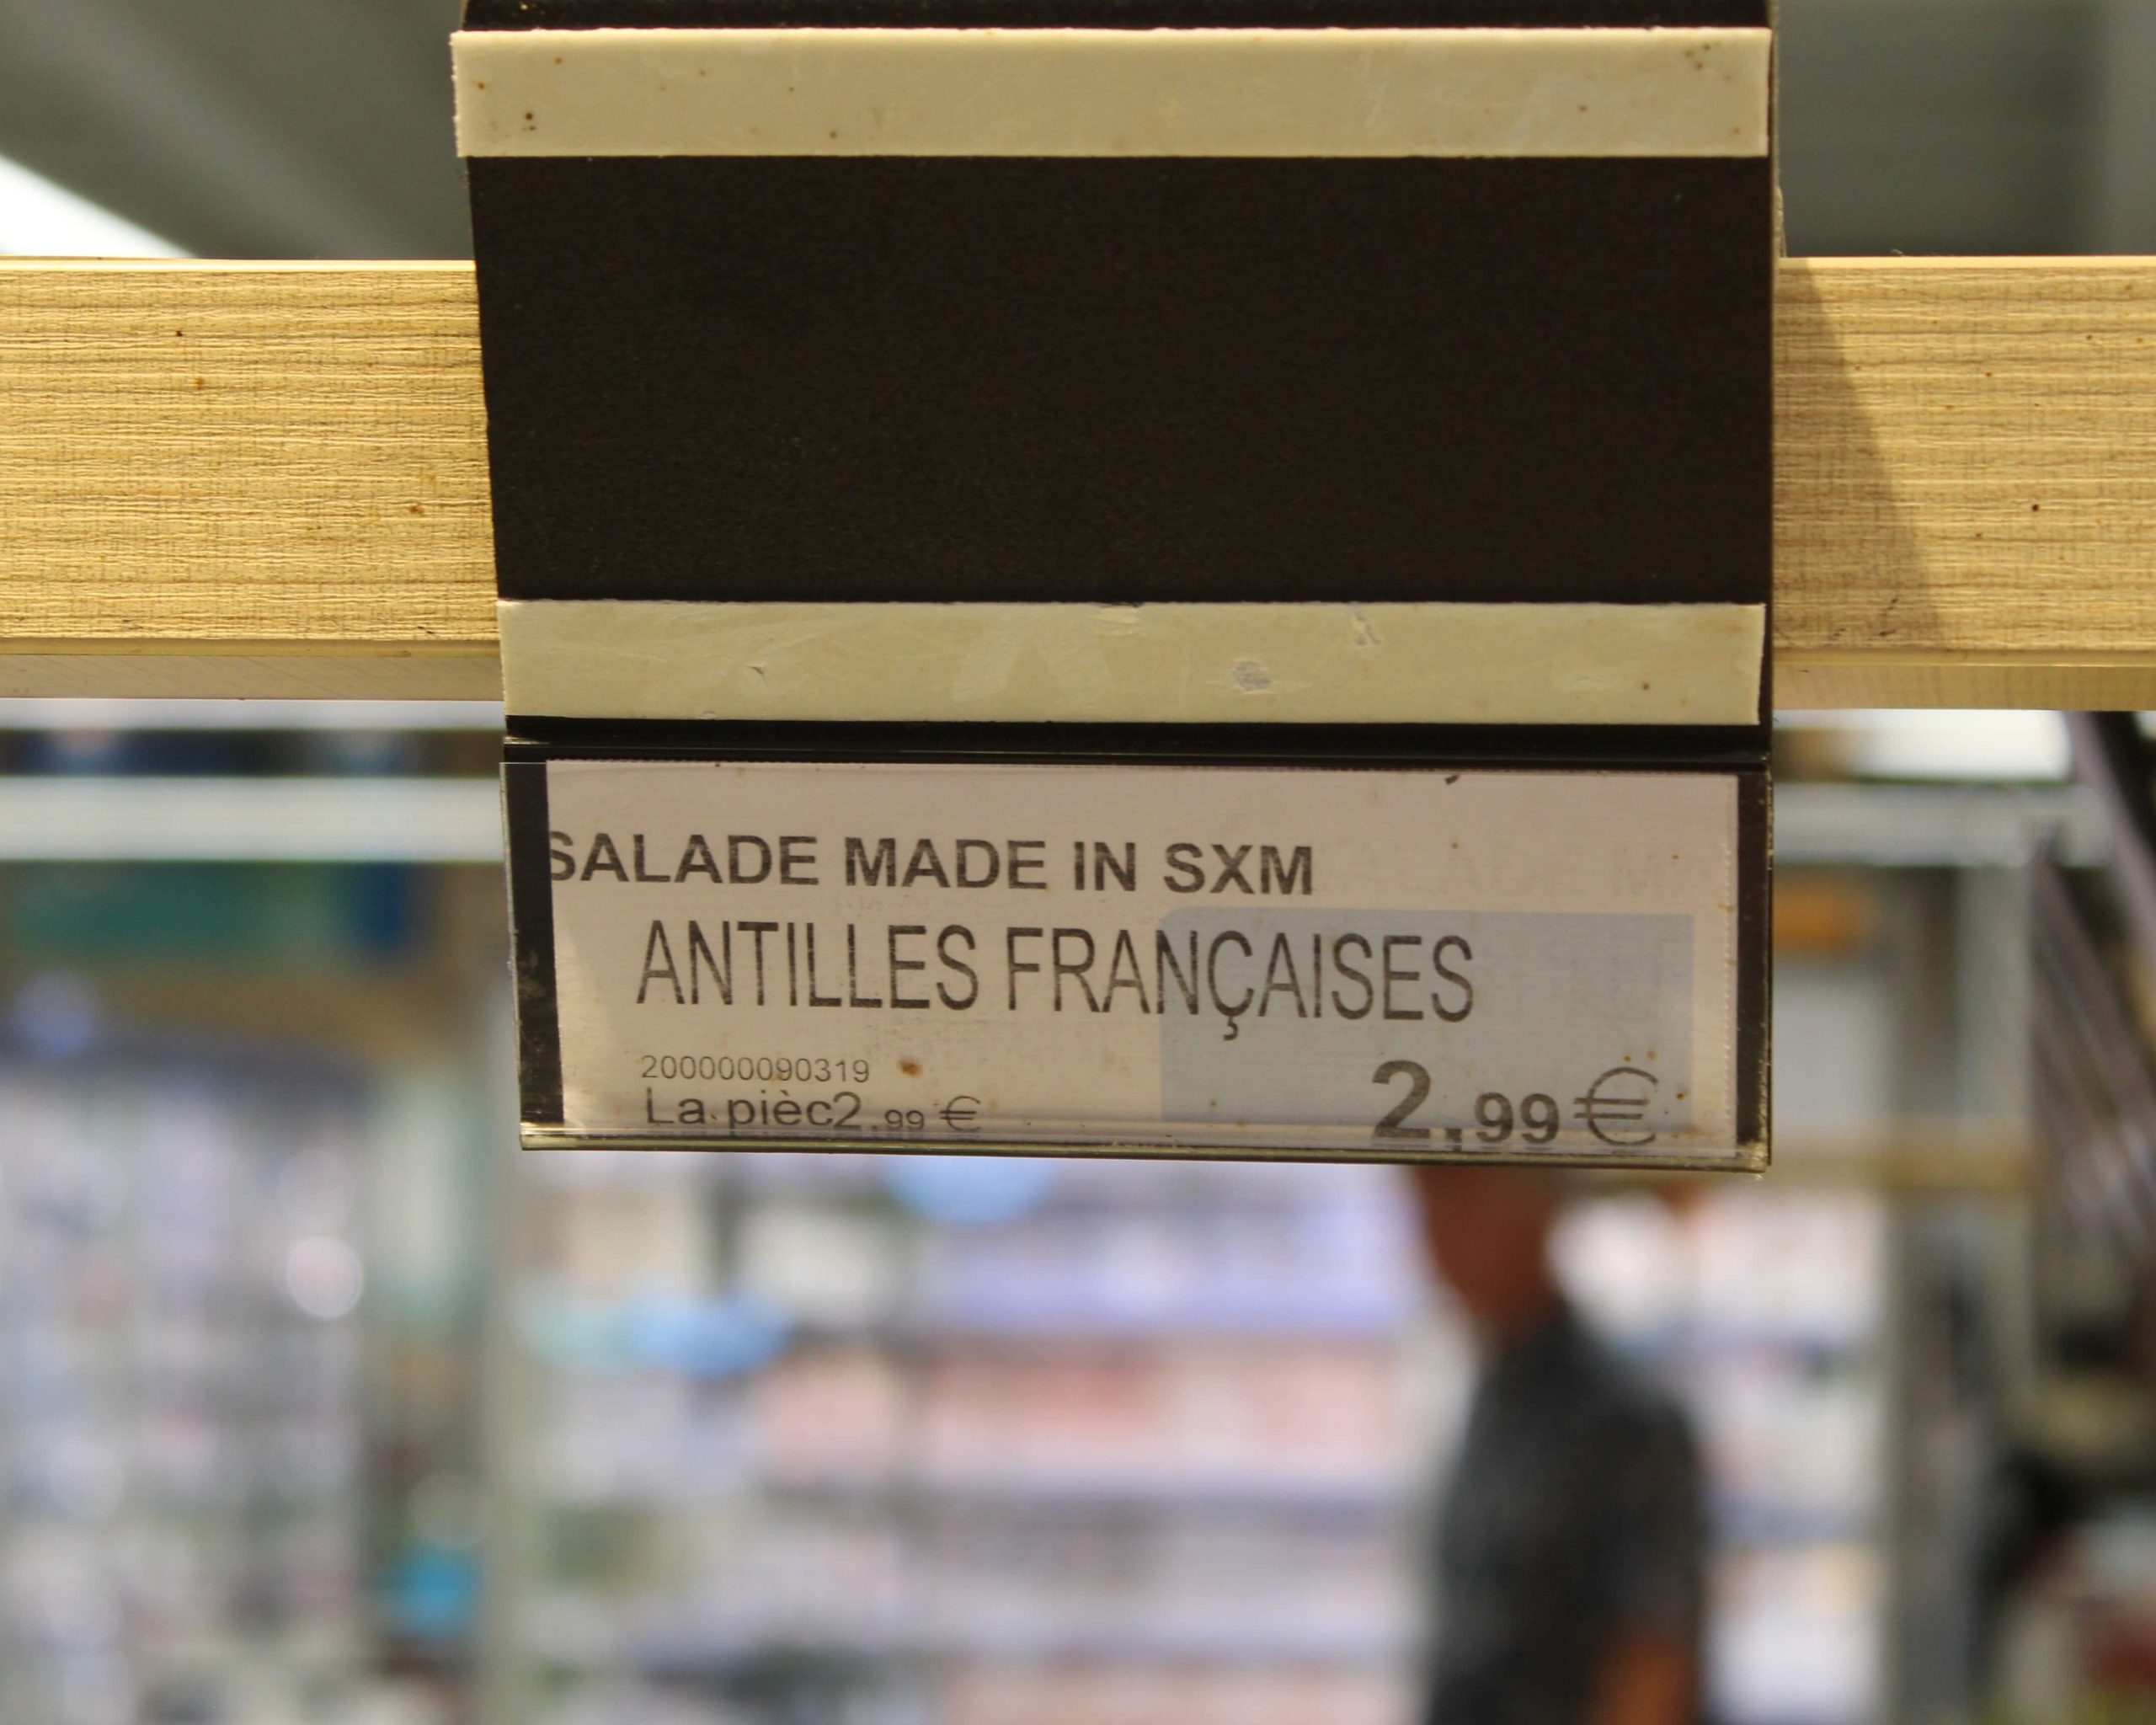 SALADE MADE IN SXM
ANTILLES FRANÇAISES
200000090319
La pièc2,99 €
2,99€